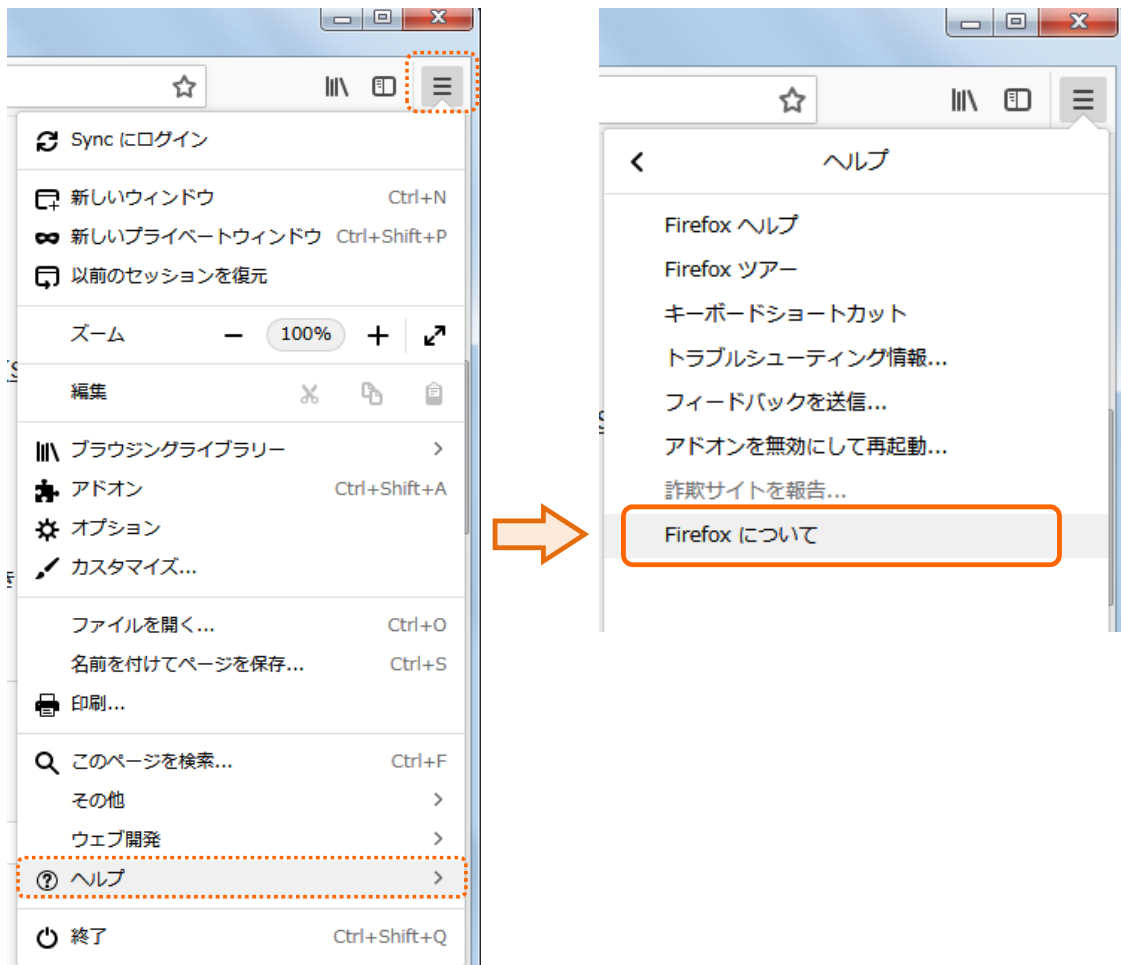 Sync にログイン
新しいウィンドウ Ctrl+N
新しいプライベートウィンドウ Ctrl+Shift+P
以前のセッションを復元
ズーム 100%
編集
ブラウジングライブラリー
アドオン Ctrl+Shift+A
オプション
カスタマイズ...
ファイルを開く... Ctrl+O
名前を付けてページを保存... Ctrl+S
印刷...
このページを検索... Ctrl+F
その他
ウェブ開発
ヘルプ
終了 Ctrl+Shift+Q
ヘルプ
Firefox ヘルプ
Firefox ツアー
キーボードショートカット
トラブルシューティング情報...
フィードバックを送信...
アドオンを無効にして再起動...
詐欺サイトを報告...
Firefox について